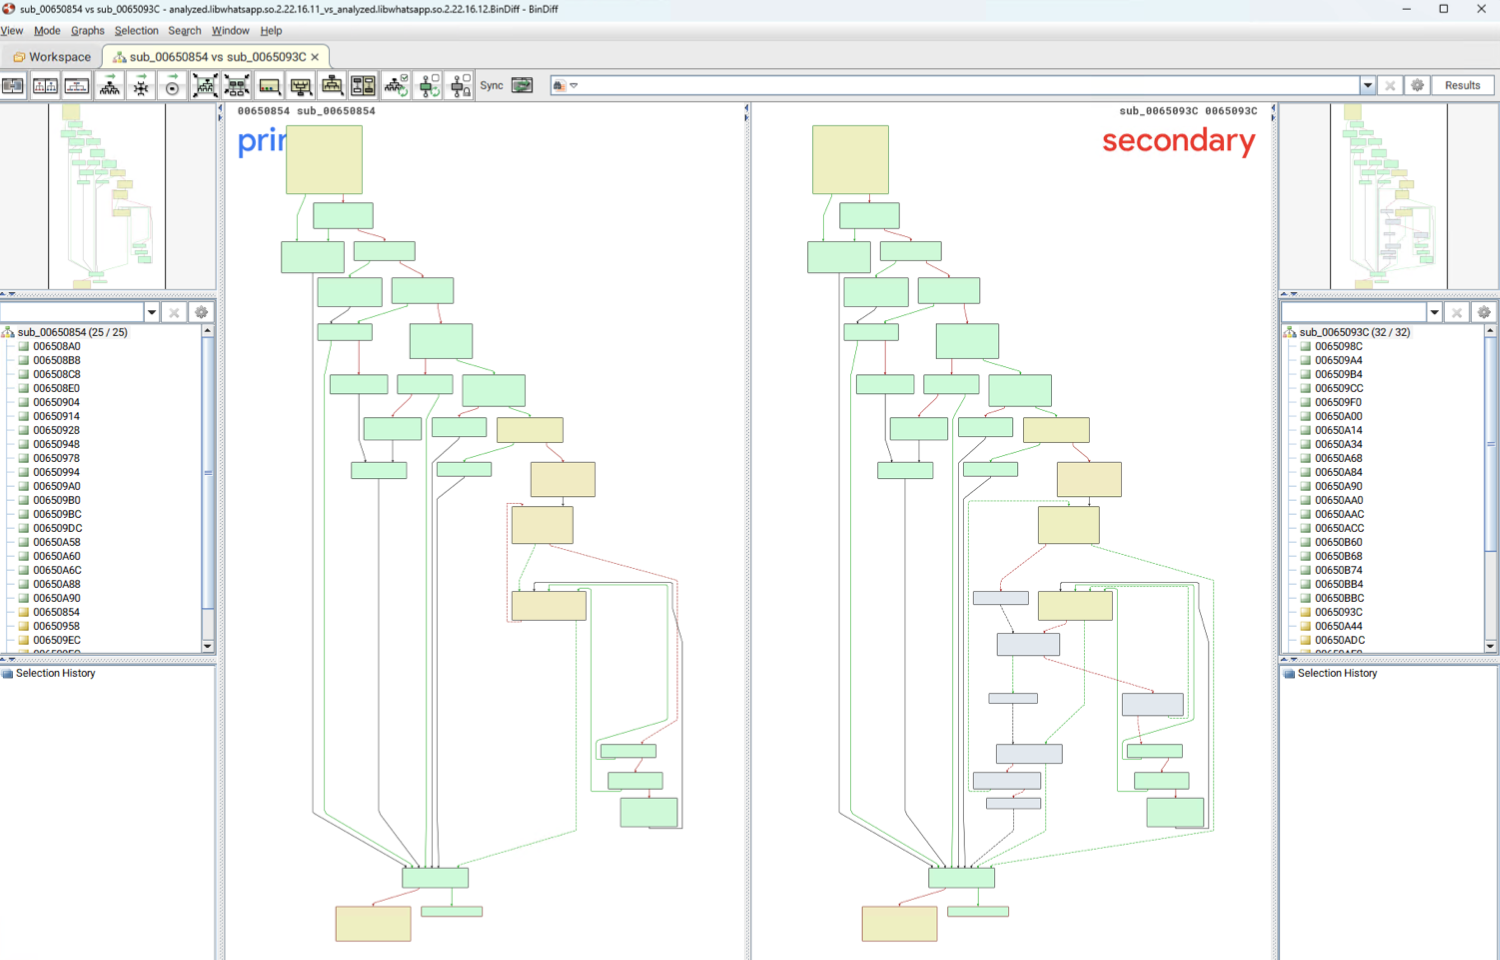 sub_00650854 vs sub_0065093C - analyzed.libwhatsapp.so.2.22.16.11_vs_analyzed.libwhatsapp.so.2.22.16.12.BinDiff - BinDiff
View Mode Graphs Selection Search Window Help
Workspace sub_00650854 vs sub_0065093C
Sync
Results
00650854 sub_00650854
prin
sub_0065093C 0065093C
secondary
sub_00650854 (25 / 25)
006508A0
006508B8
006508C8
006508E0
00650904
00650914
00650928
00650948
00650978
00650994
006509A0
006509B0
006509BC
006509DC
00650A58
00650A60
00650A6C
00650A88
00650A90
00650854
00650958
006509EC
Selection History
sub_0065093C (32 / 32)
0065098C
006509A4
006509B4
006509CC
006509F0
00650A00
00650A14
00650A34
00650A68
00650A84
00650A90
00650AA0
00650AAC
00650ACC
00650B60
00650B68
00650B74
00650BB4
00650BBC
0065093C
00650A44
00650ADC
Selection History